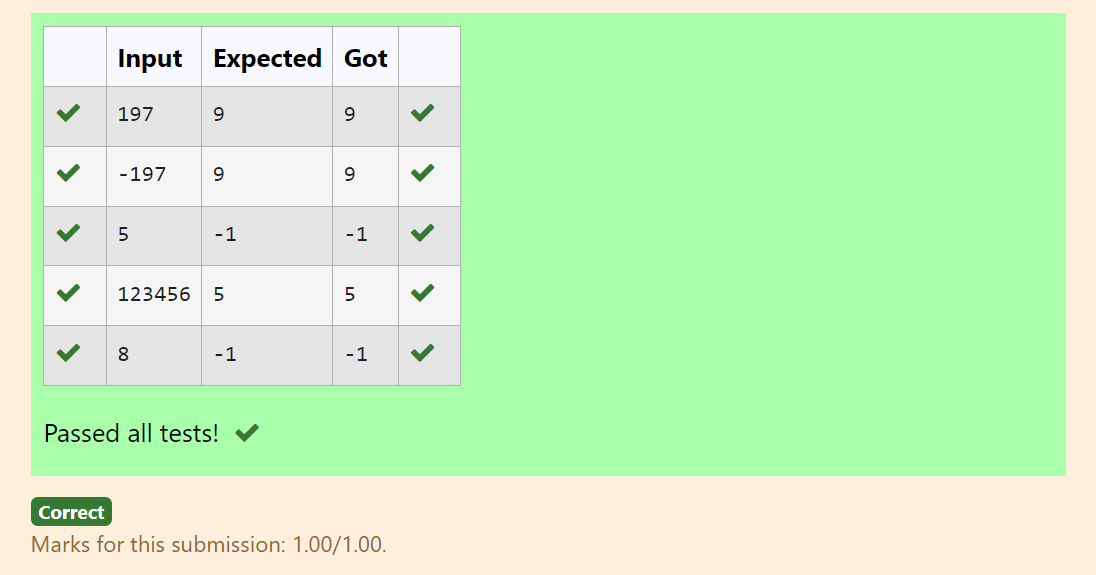 Input Expected Got
197 9 9
-197 9 9
5 -1 -1
123456 5 5
8 -1 -1
Passed all tests!
Correct
Marks for this submission: 1.00/1.00.